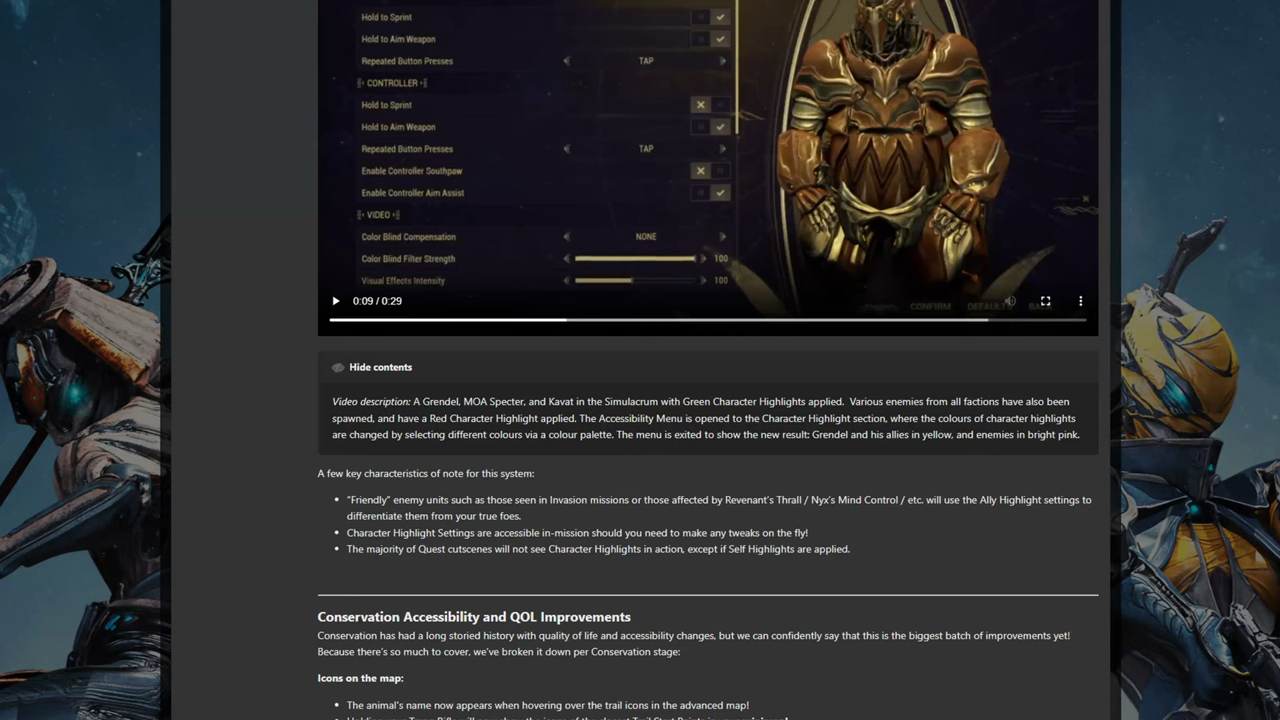 Hold to Sprint
Hold to Aim Weapon
Repeated Button Presses TAP
CONTROLLER
Hold to Sprint
Hold to Aim Weapon
Repeated Button Presses TAP
Enable Controller Southpaw
Enable Controller Aim Assist
VIDEO
Color Blind Compensation NONE
Color Blind Filter Strength 100
Visual Effects Intensity 100
CONFIRM DEFAULTS BACK
0:09 / 0:29
Hide contents
Video description: A Grendel, MOA Specter, and Kavat in the Simulacrum with Green Character Highlights applied.  Various enemies from all factions have also been
spawned, and have a Red Character Highlight applied. The Accessibility Menu is opened to the Character Highlight section, where the colours of character highlights
are changed by selecting different colours via a colour palette. The menu is exited to show the new result: Grendel and his allies in yellow, and enemies in bright pink.
A few key characteristics of note for this system:
• “Friendly” enemy units such as those seen in Invasion missions or those affected by Revenant’s Thrall / Nyx’s Mind Control / etc. will use the Ally Highlight settings to
differentiate them from your true foes.
• Character Highlight Settings are accessible in-mission should you need to make any tweaks on the fly!
• The majority of Quest cutscenes will not see Character Highlights in action, except if Self Highlights are applied.
Conservation Accessibility and QOL Improvements
Conservation has had a long storied history with quality of life and accessibility changes, but we can confidently say that this is the biggest batch of improvements yet!
Because there’s so much to cover, we’ve broken it down per Conservation stage:
Icons on the map:
• The animal’s name now appears when hovering over the trail icons in the advanced map!